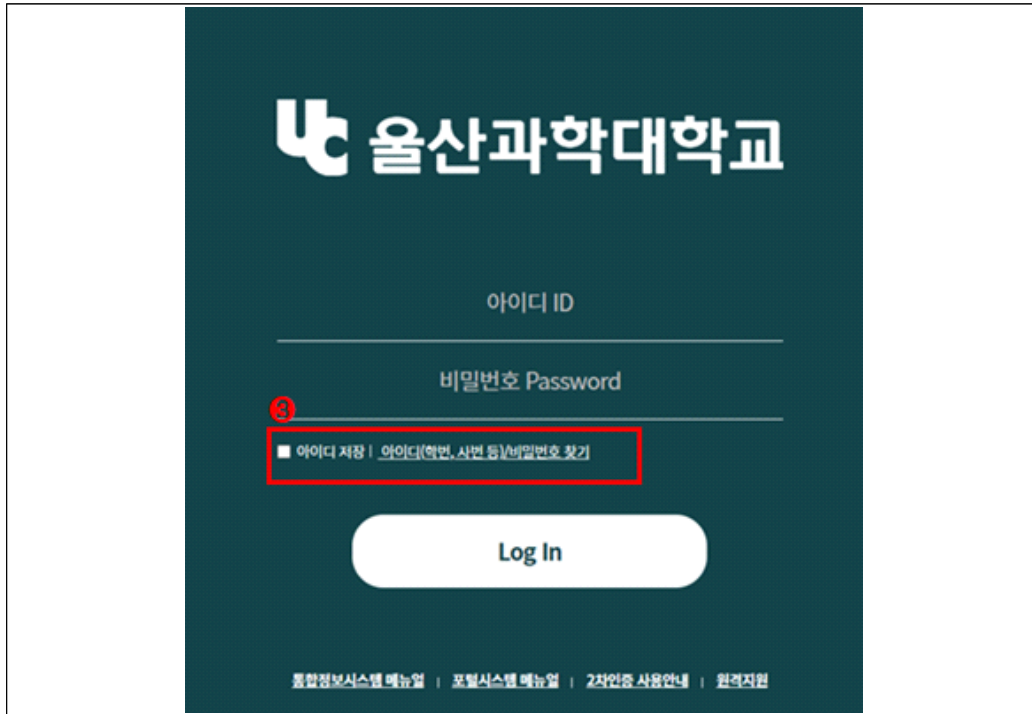 UC 울산과학대학교
아이디 ID
비밀번호 Password
❸
아이디 저장 | 아이디(학번, 사번 등)/비밀번호 찾기
Log In
통합정보시스템 메뉴얼 | 포털시스템 메뉴얼 | 2차인증 사용안내 | 원격지원